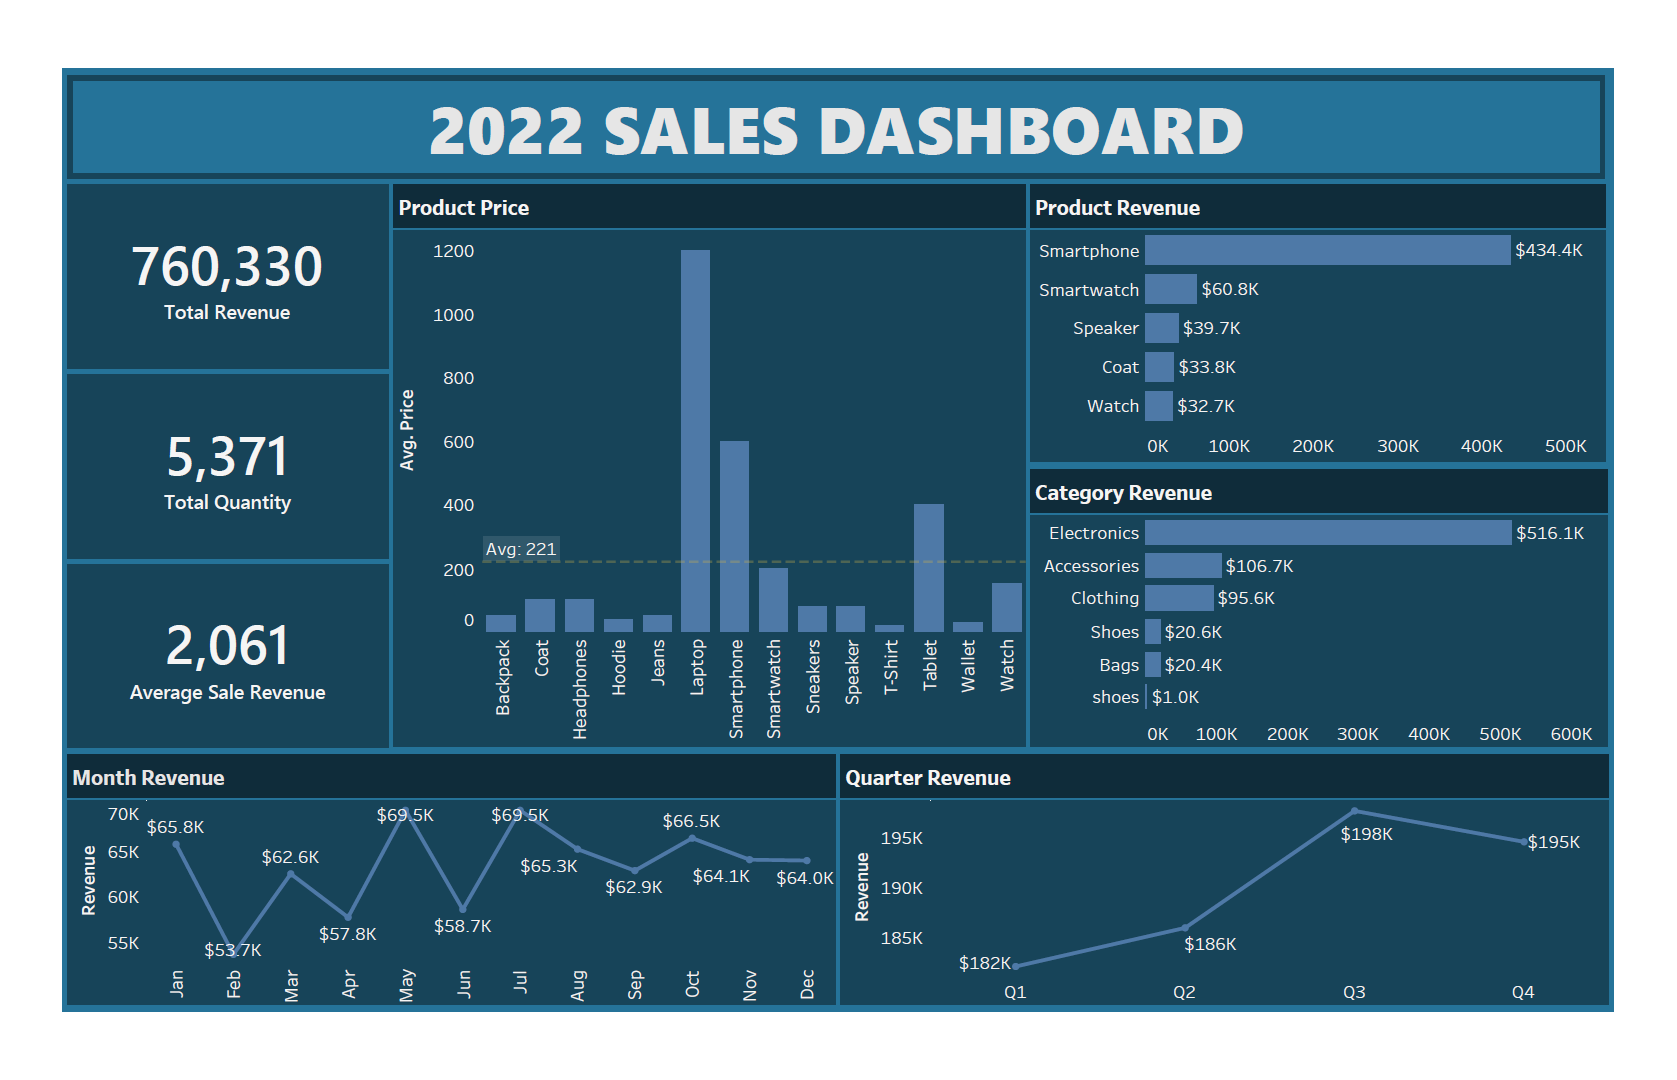 2022 SALES DASHBOARD
760,330
Total Revenue
5,371
Total Quantity
2,061
Average Sale Revenue
Product Price
Avg. Price
1200
1000
800
600
400
200
0
Avg: 221
Backpack
Coat
Headphones
Hoodie
Jeans
Laptop
Smartphone
Smartwatch
Sneakers
Speaker
T-Shirt
Tablet
Wallet
Watch
Product Revenue
Smartphone $434.4K
Smartwatch $60.8K
Speaker $39.7K
Coat $33.8K
Watch $32.7K
0K 100K 200K 300K 400K 500K
Category Revenue
Electronics $516.1K
Accessories $106.7K
Clothing $95.6K
Shoes $20.6K
Bags $20.4K
shoes $1.0K
0K 100K 200K 300K 400K 500K 600K
Month Revenue
Revenue
70K
65K
60K
55K
$65.8K
$53.7K
$62.6K
$57.8K
$69.5K
$58.7K
$69.5K
$65.3K
$62.9K
$66.5K
$64.1K
$64.0K
Jan
Feb
Mar
Apr
May
Jun
Jul
Aug
Sep
Oct
Nov
Dec
Quarter Revenue
Revenue
195K
190K
185K
$182K
$186K
$198K
$195K
Q1 Q2 Q3 Q4